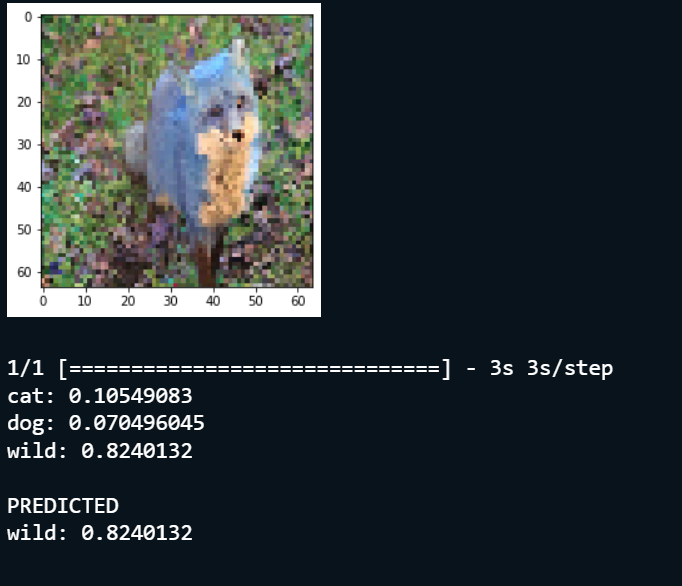 0
10
20
30
40
50
60
0 10 20 30 40 50 60
1/1 [==============================] - 3s 3s/step
cat: 0.10549083
dog: 0.070496045
wild: 0.8240132
PREDICTED
wild: 0.8240132